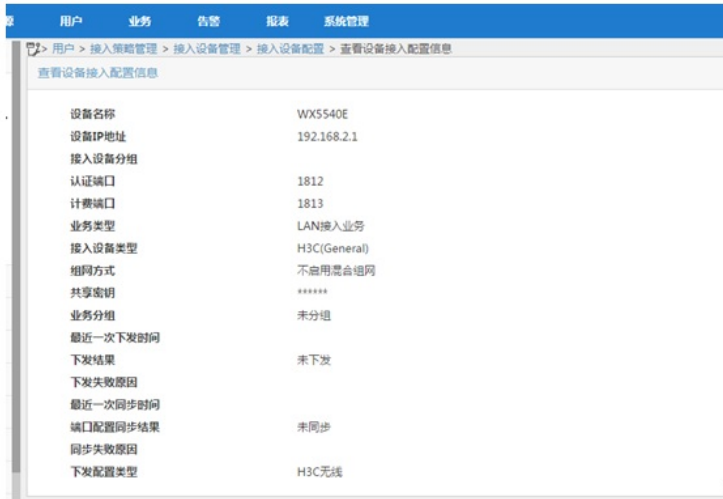 用户 业务 告警 报表 系统管理
> 用户 > 接入策略管理 > 接入设备管理 > 接入设备配置 > 查看设备接入配置信息
查看设备接入配置信息
设备名称 WX5540E
设备IP地址 192.168.2.1
接入设备分组
认证端口 1812
计费端口 1813
业务类型 LAN接入业务
接入设备类型 H3C(General)
组网方式 不启用混合组网
共享密钥 ******
业务分组 未分组
最近一次下发时间
下发结果 未下发
下发失败原因
最近一次同步时间
端口配置同步结果 未同步
同步失败原因
下发配置类型 H3C无线